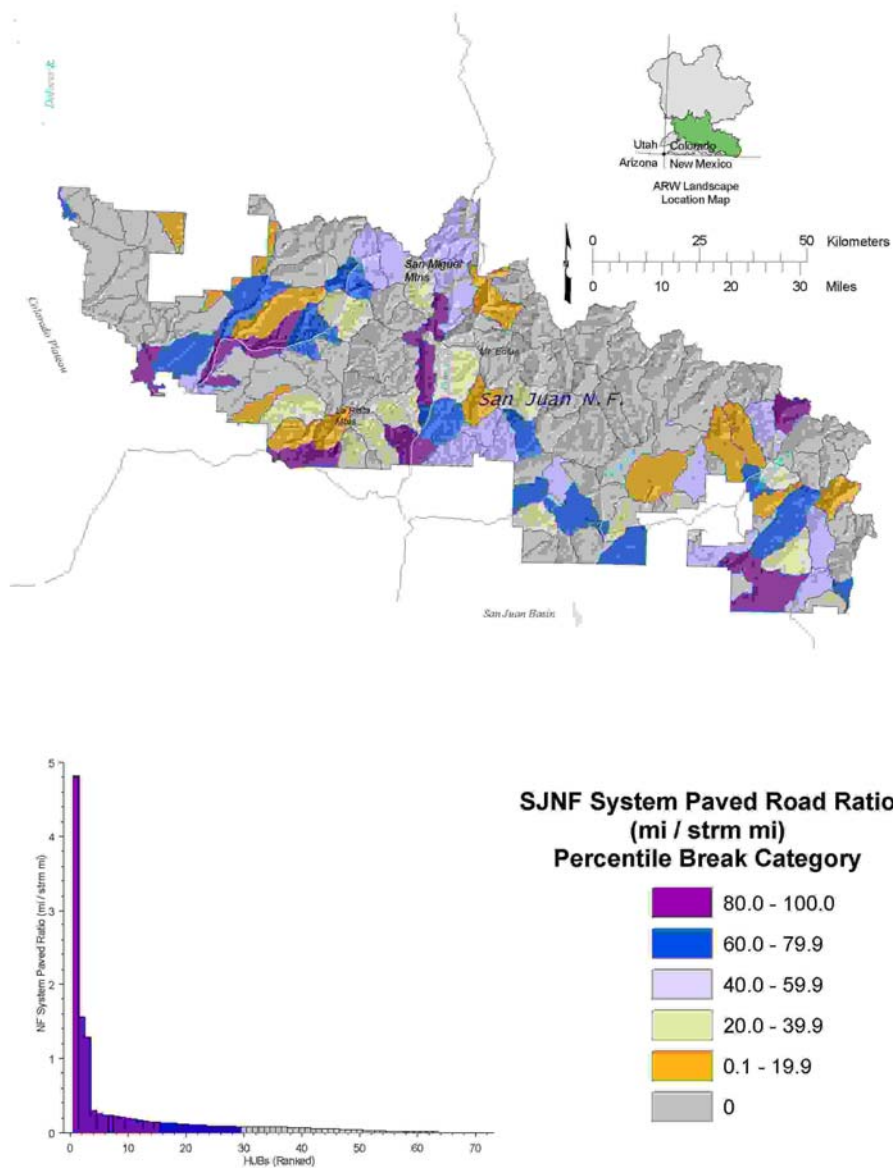 Utah
Colorado
Arizona
New Mexico
ARW Landscape
Location Map
N
0 25 50 Kilometers
0 10 20 30 Miles
San Miguel
Mtns
Colorado Plateau
San Juan N.F.
La Plata
Mtns
San Juan Basin
SJNF System Paved Road Ratio
(mi / strm mi)
Percentile Break Category
80.0 - 100.0
60.0 - 79.9
40.0 - 59.9
20.0 - 39.9
0.1 - 19.9
0
NF System Paved Ratio (mi / strm mi)
5
4
3
2
1
0
0 10 20 30 40 50 60 70
HUBs (Ranked)